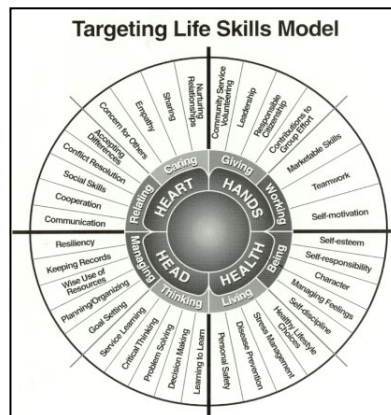 Targeting Life Skills Model
Nurturing
Relationships
Sharing
Empathy
Concern for Others
Accepting
Differences
Conflict Resolution
Social Skills
Cooperation
Communication
Community Service
Volunteering
Leadership
Responsible
Citizenship
Contributions to
Group Effort
Marketable Skills
Teamwork
Self-motivation
Self-esteem
Self-responsibility
Character
Managing Feelings
Self-discipline
Healthy Lifestyle
Choices
Stress Management
Disease Prevention
Personal Safety
Learning to Learn
Decision Making
Problem Solving
Critical Thinking
Service Learning
Goal Setting
Planning/Organizing
Wise Use of
Resources
Keeping Records
Resiliency
Relating
Caring
Giving
Working
Being
Living
Thinking
Managing
HEART
HANDS
HEALTH
HEAD